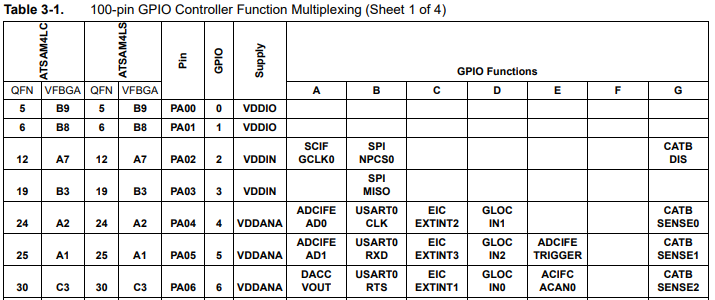 Table 3-1. 100-pin GPIO Controller Function Multiplexing (Sheet 1 of 4)
ATSAM4LC ATSAM4LS Pin GPIO Supply GPIO Functions
QFN VFBGA QFN VFBGA A B C D E F G
5 B9 5 B9 PA00 0 VDDIO
6 B8 6 B8 PA01 1 VDDIO
12 A7 12 A7 PA02 2 VDDIN SCIF GCLK0 SPI NPCS0 CATB DIS
19 B3 19 B3 PA03 3 VDDIN SPI MISO
24 A2 24 A2 PA04 4 VDDANA ADCIFE AD0 USART0 CLK EIC EXTINT2 GLOC IN1 CATB SENSE0
25 A1 25 A1 PA05 5 VDDANA ADCIFE AD1 USART0 RXD EIC EXTINT3 GLOC IN2 ADCIFE TRIGGER CATB SENSE1
30 C3 30 C3 PA06 6 VDDANA DACC VOUT USART0 RTS EIC EXTINT1 GLOC IN0 ACIFC ACAN0 CATB SENSE2